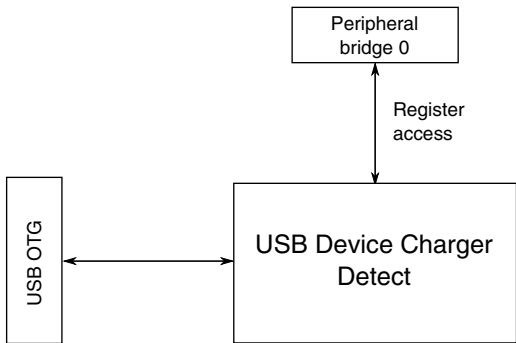 Peripheral
bridge 0
Register
access
USB Device Charger
Detect
USB OTG